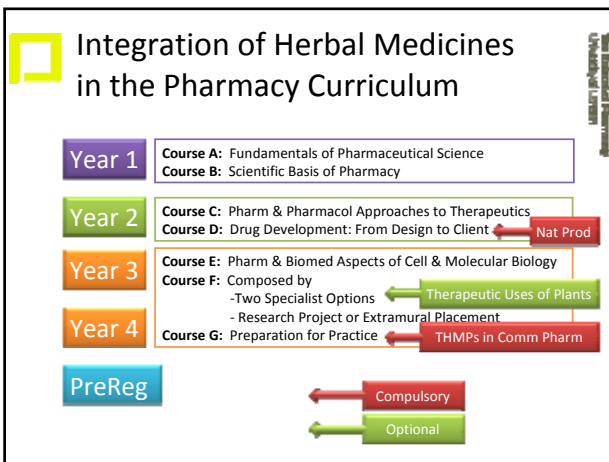 Integration of Herbal Medicines
in the Pharmacy Curriculum
Year 1
Course A: Fundamentals of Pharmaceutical Science
Course B: Scientific Basis of Pharmacy
Year 2
Course C: Pharm & Pharmacol Approaches to Therapeutics
Course D: Drug Development: From Design to Client
Nat Prod
Year 3
Course E: Pharm & Biomed Aspects of Cell & Molecular Biology
Course F: Composed by
-Two Specialist Options
Therapeutic Uses of Plants
- Research Project or Extramural Placement
Year 4
Course G: Preparation for Practice
THMPs in Comm Pharm
PreReg
Compulsory
Optional